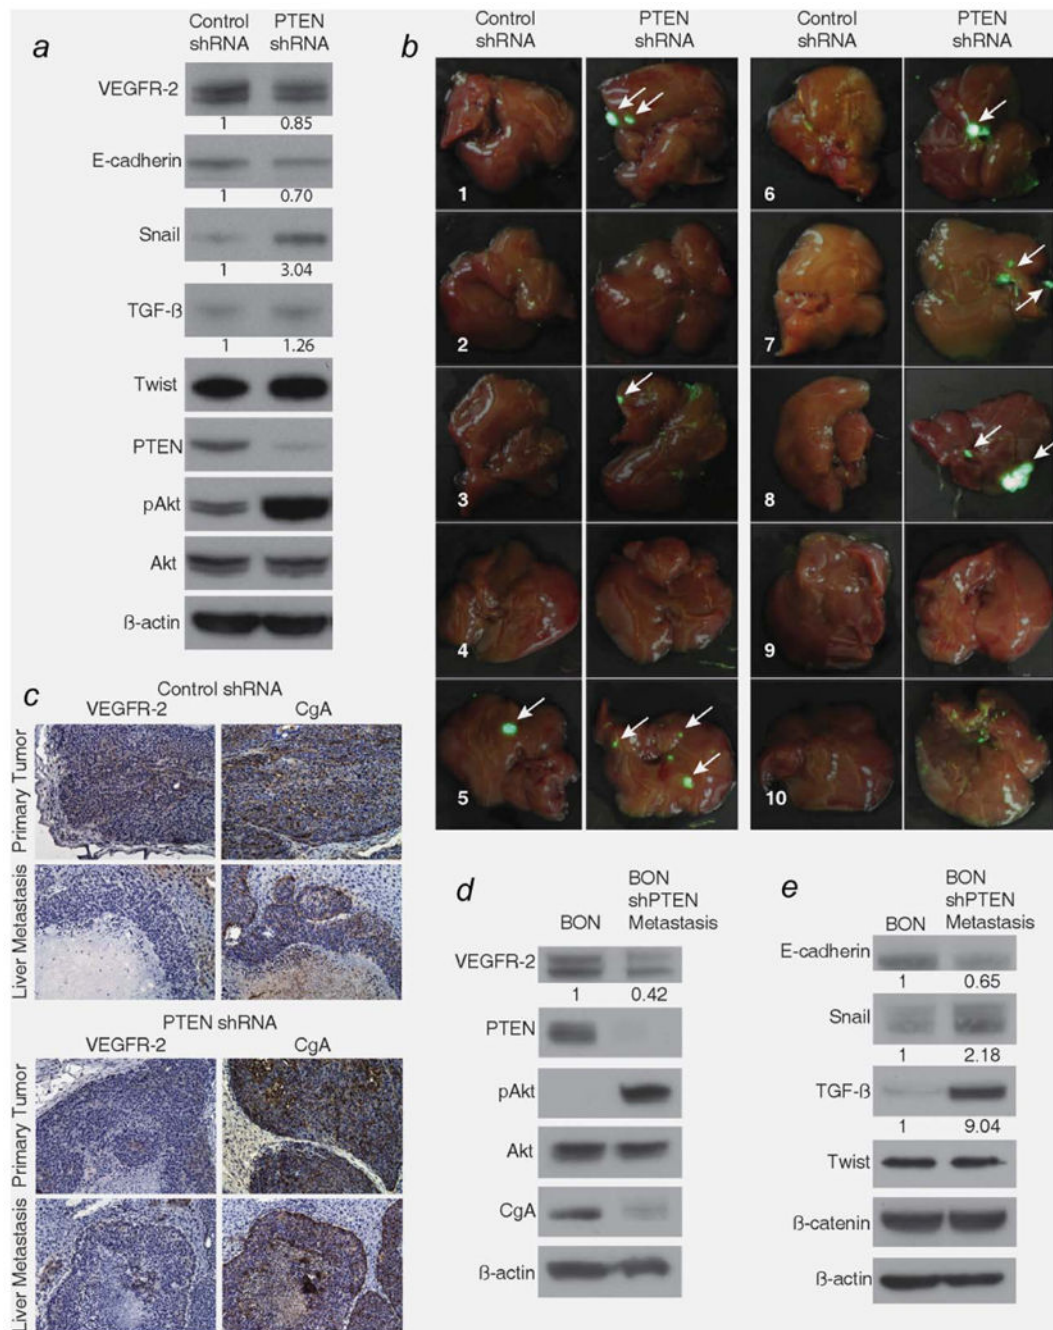 a
Control shRNA
PTEN shRNA
VEGFR-2
1 0.85
E-cadherin
1 0.70
Snail
1 3.04
TGF-ß
1 1.26
Twist
PTEN
pAkt
Akt
ß-actin
b
Control shRNA
PTEN shRNA
Control shRNA
PTEN shRNA
1
6
2
7
3
8
4
9
5
10
c
Control shRNA
VEGFR-2 CgA
Primary Tumor
Liver Metastasis
PTEN shRNA
VEGFR-2 CgA
Primary Tumor
Liver Metastasis
d
BON
BON shPTEN Metastasis
VEGFR-2
1 0.42
PTEN
pAkt
Akt
CgA
ß-actin
e
BON
BON shPTEN Metastasis
E-cadherin
1 0.65
Snail
1 2.18
TGF-ß
1 9.04
Twist
ß-catenin
ß-actin